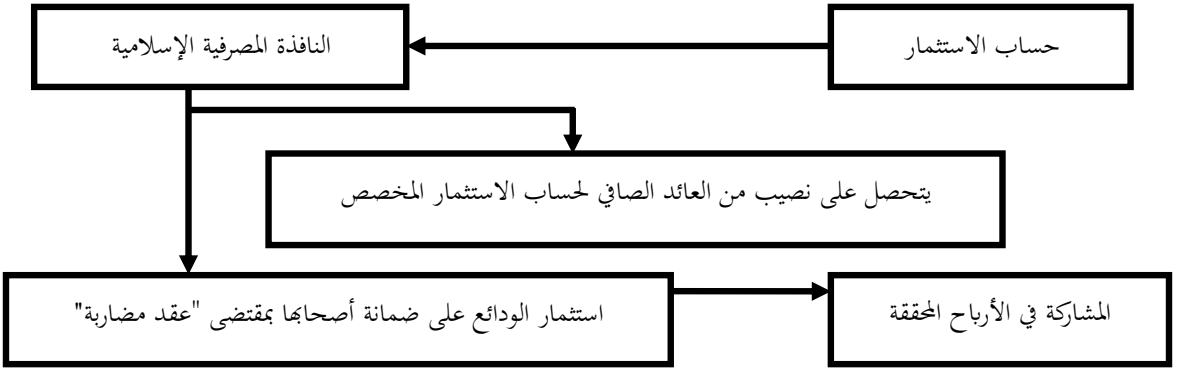 حساب الاستثمار
النافذة المصرفية الإسلامية
يتحصل على نصيب من العائد الصافي لحساب الاستثمار المخصص
استثمار الودائع على ضمانة أصحابها بمقتضى "عقد مضاربة"
المشاركة في الأرباح المحققة